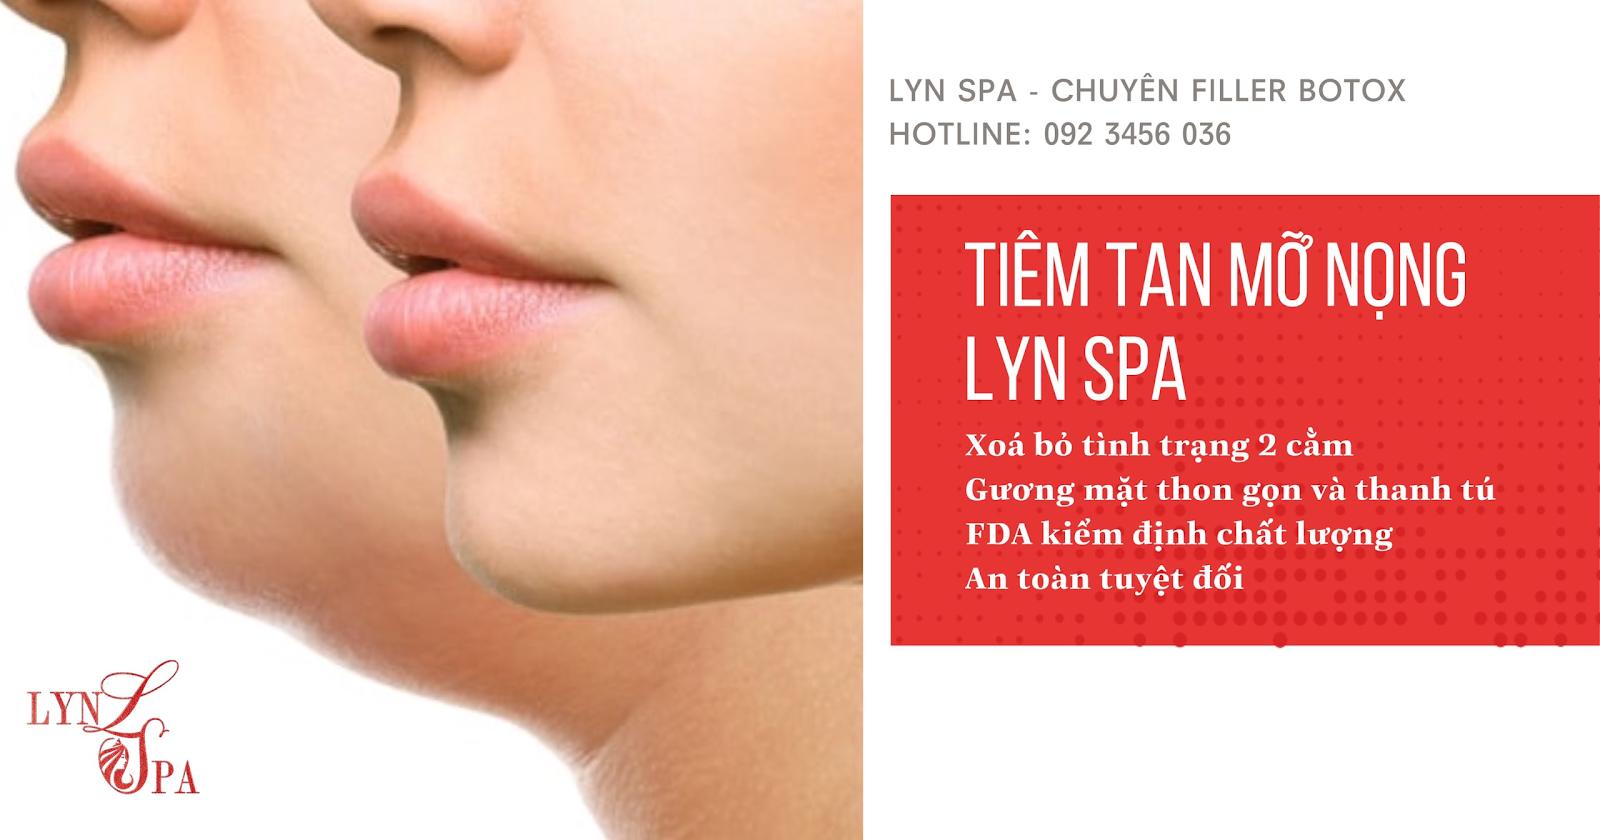 LYN SPA - CHUYÊN FILLER BOTOX
HOTLINE: 092 3456 036
TIÊM TAN MỠ NỌNG
LYN SPA
Xoá bỏ tình trạng 2 cằm
Gương mặt thon gọn và thanh tú
FDA kiểm định chất lượng
An toàn tuyệt đối
LYN L
SPA